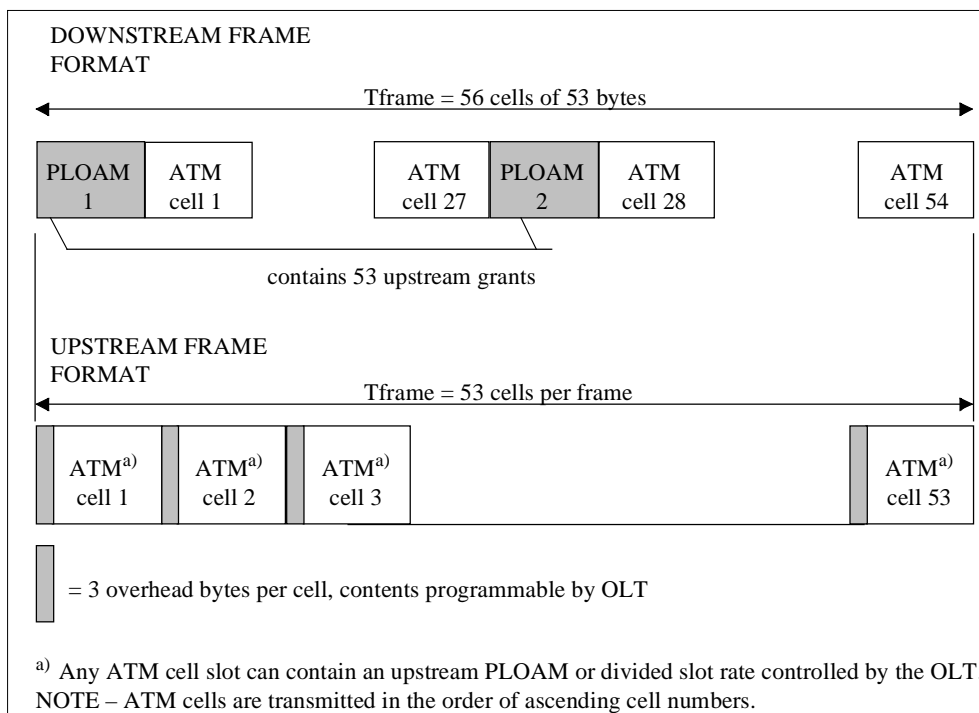 DOWNSTREAM FRAME
FORMAT
Tframe = 56 cells of 53 bytes
PLOAM
1
ATM
cell 1
ATM
cell 27
PLOAM
2
ATM
cell 28
ATM
cell 54
contains 53 upstream grants
UPSTREAM FRAME
FORMAT
Tframe = 53 cells per frame
ATMa)
cell 1
ATMa)
cell 2
ATMa)
cell 3
ATMa)
cell 53
= 3 overhead bytes per cell, contents programmable by OLT
a) Any ATM cell slot can contain an upstream PLOAM or divided slot rate controlled by the OLT
NOTE – ATM cells are transmitted in the order of ascending cell numbers.